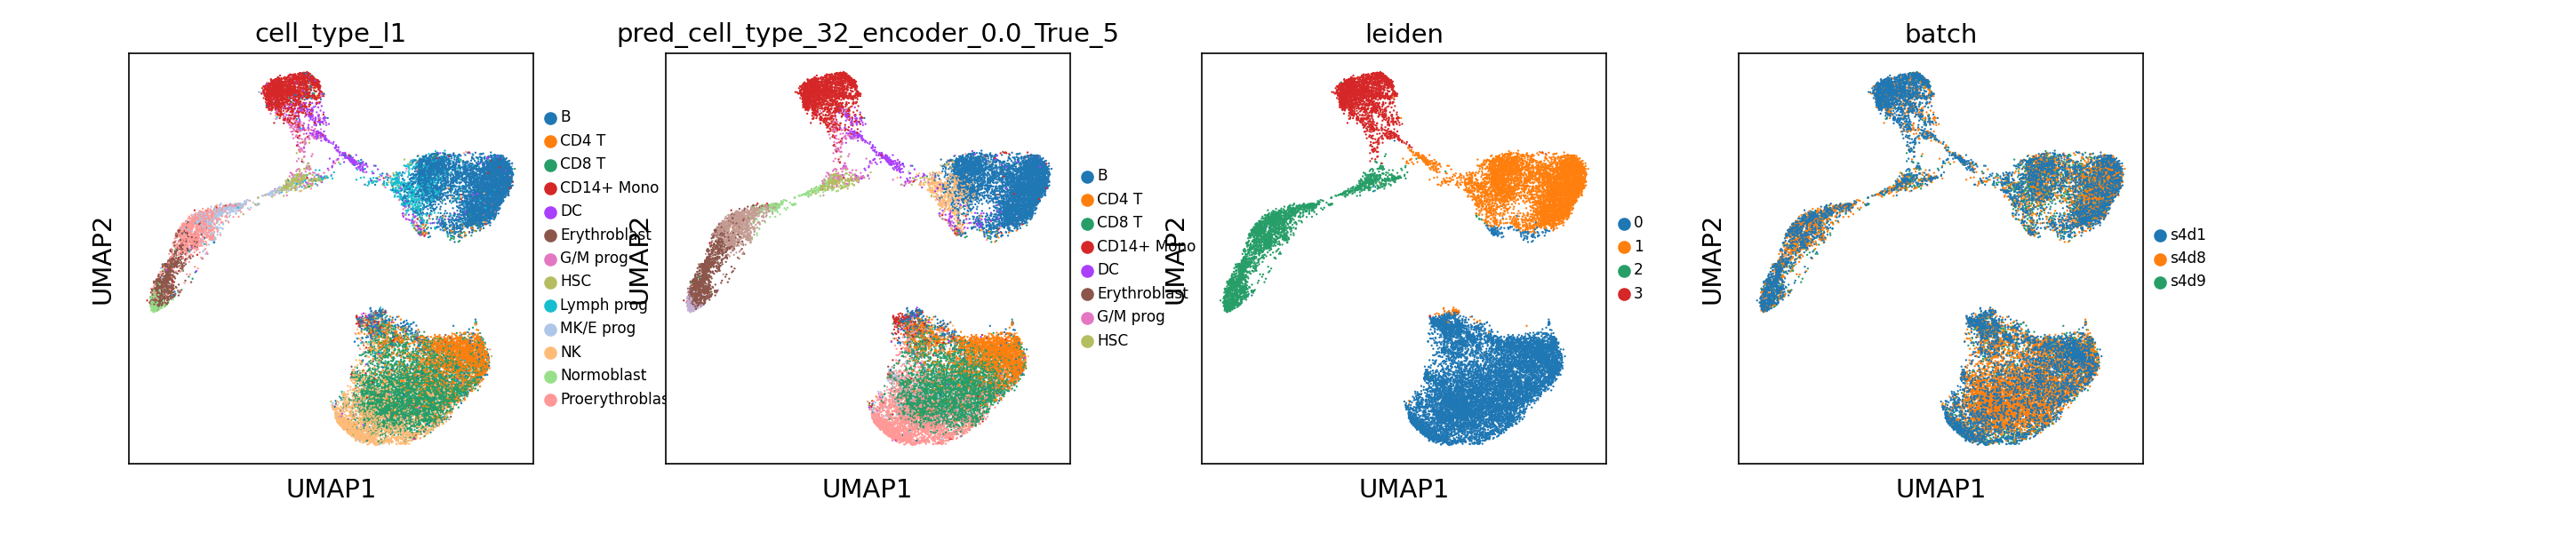 cell_type_l1
B
CD4 T
CD8 T
CD14+ Mono
DC
Erythroblast
G/M prog
HSC
Lymph prog
MK/E prog
NK
Normoblast
Proerythroblas
UMAP1
UMAP2
pred_cell_type_32_encoder_0.0_True_5
B
CD4 T
CD8 T
CD14+ Mono
DC
Erythroblast
G/M prog
HSC
UMAP1
UMAP2
leiden
0
1
2
3
UMAP1
UMAP2
batch
s4d1
s4d8
s4d9
UMAP1
UMAP2